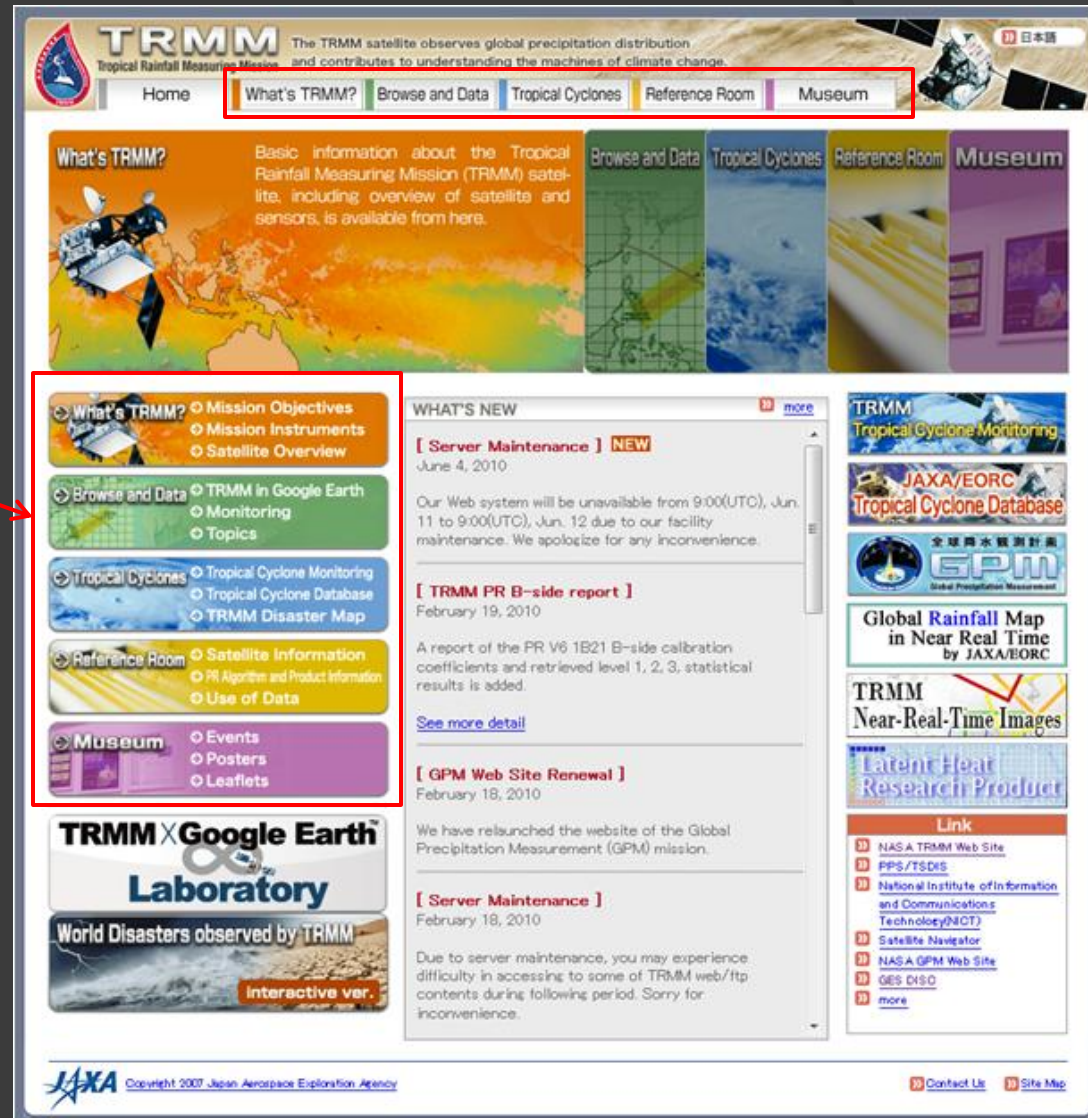 TRMM
Tropical Rainfall Measuring Mission
The TRMM satellite observes global precipitation distribution
and contributes to understanding the machines of climate change.
日本語
Home
What's TRMM?
Browse and Data
Tropical Cyclones
Reference Room
Museum
What's TRMM?
Basic information about the Tropical
Rainfall Measuring Mission (TRMM) satel-
lite, including overview of satellite and
sensors, is available from here.
Browse and Data
Tropical Cyclones
Reference Room
Museum
What's TRMM?
Mission Objectives
Mission Instruments
Satellite Overview
Browse and Data
TRMM in Google Earth
Monitoring
Topics
Tropical Cyclones
Tropical Cyclone Monitoring
Tropical Cyclone Database
TRMM Disaster Map
Reference Room
Satellite Information
PR Algorithm and Product Information
Use of Data
Museum
Events
Posters
Leaflets
TRMM×Google Earth™
Laboratory
World Disasters observed by TRMM
interactive ver.
WHAT'S NEW
more
[ Server Maintenance ] NEW
June 4, 2010
Our Web system will be unavailable from 9:00(UTC), Jun.
11 to 9:00(UTC), Jun. 12 due to our facility
maintenance. We apologize for any inconvenience.
[ TRMM PR B-side report ]
February 19, 2010
A report of the PR V6 1B21 B-side calibration
coefficients and retrieved level 1, 2, 3, statistical
results is added.
See more detail
[ GPM Web Site Renewal ]
February 18, 2010
We have relaunched the website of the Global
Precipitation Measurement (GPM) mission.
[ Server Maintenance ]
February 18, 2010
Due to server maintenance, you may experience
difficulty in accessing to some of TRMM web/ftp
contents during following period. Sorry for
inconvenience.
TRMM
Tropical Cyclone Monitoring
JAXA/EORC
Tropical Cyclone Database
全球降水観測計画
GPM
Global Precipitation Measurement
Global Rainfall Map
in Near Real Time
by JAXA/EORC
TRMM
Near-Real-Time Images
Latent Heat
Research Product
Link
NASA TRMM Web Site
PPS/TSDIS
National Institute of Information
and Communications
Technology(NICT)
Satellite Navigator
NASA GPM Web Site
GES DISC
more
JAXA
Copyright 2007 Japan Aerospace Exploration Agency
Contact Us
Site Map